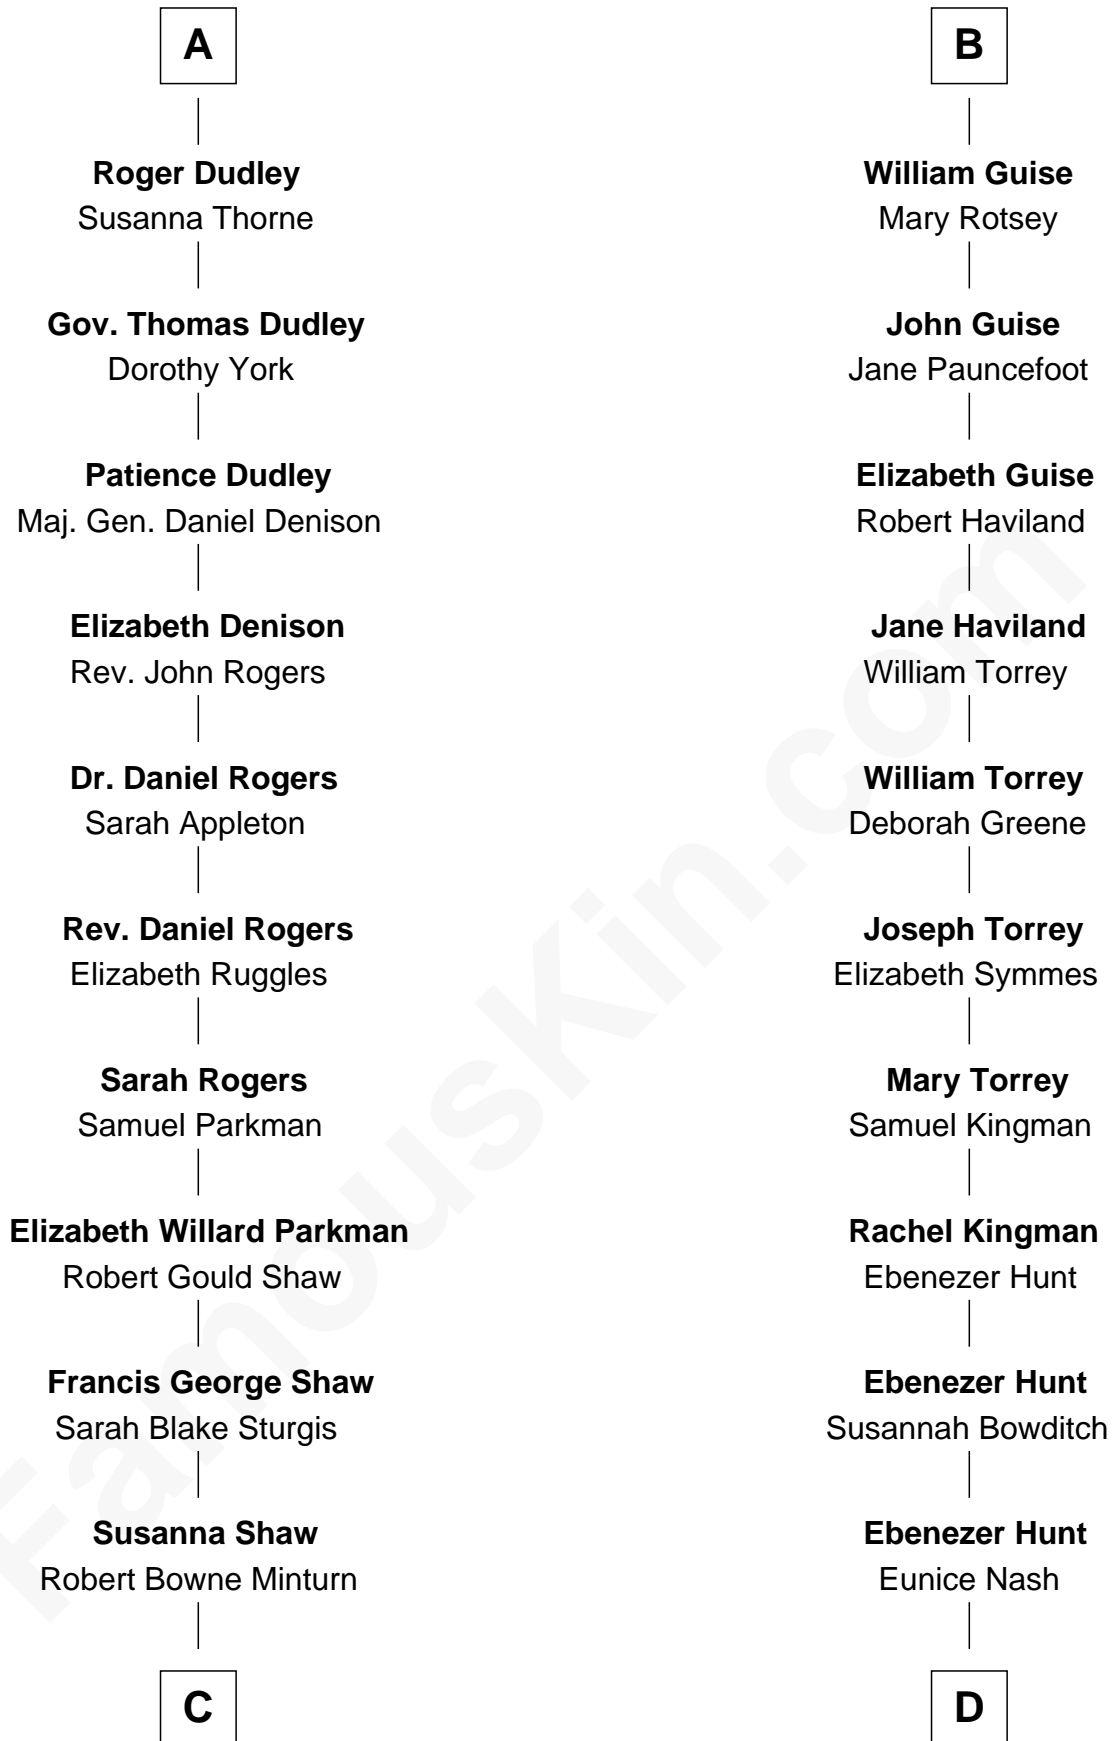 A
Roger Dudley
Susanna Thorne
Gov. Thomas Dudley
Dorothy York
Patience Dudley
Maj. Gen. Daniel Denison
Elizabeth Denison
Rev. John Rogers
Dr. Daniel Rogers
Sarah Appleton
Rev. Daniel Rogers
Elizabeth Ruggles
Sarah Rogers
Samuel Parkman
Elizabeth Willard Parkman
Robert Gould Shaw
Francis George Shaw
Sarah Blake Sturgis
Susanna Shaw
Robert Bowne Minturn
C
B
William Guise
Mary Rotsey
John Guise
Jane Pauncefoot
Elizabeth Guise
Robert Haviland
Jane Haviland
William Torrey
William Torrey
Deborah Greene
Joseph Torrey
Elizabeth Symmes
Mary Torrey
Samuel Kingman
Rachel Kingman
Ebenezer Hunt
Ebenezer Hunt
Susannah Bowditch
Ebenezer Hunt
Eunice Nash
D
FamousKin.com